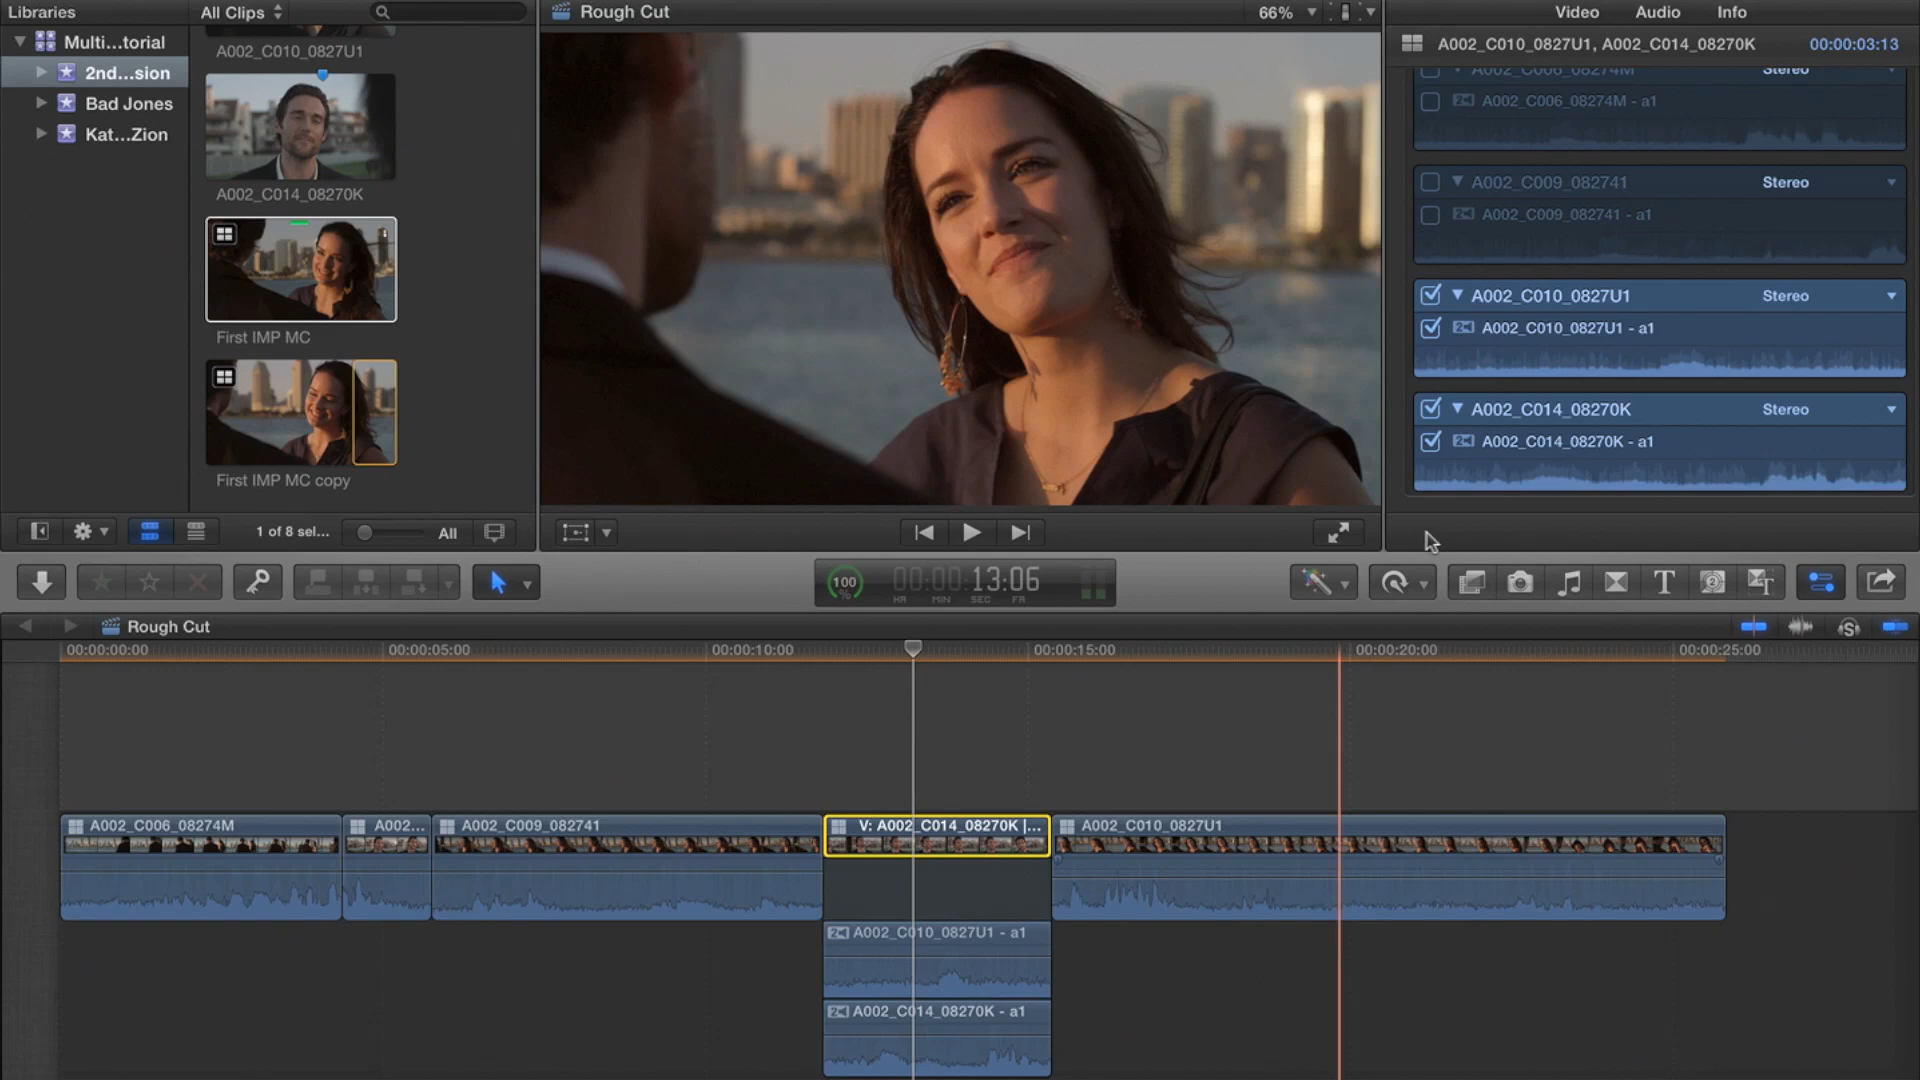 Libraries
All Clips
Rough Cut
66%
Video
Audio
Info
Multi...torial
2nd...sion
Bad Jones
Kat...Zion
A002_C010_0827U1
A002_C014_08270K
First IMP MC
First IMP MC copy
A002_C010_0827U1, A002_C014_08270K
00:00:03:13
A002_C006_08274M
Stereo
A002_C006_08274M - a1
A002_C009_082741
Stereo
A002_C009_082741 - a1
A002_C010_0827U1
Stereo
A002_C010_0827U1 - a1
A002_C014_08270K
Stereo
A002_C014_08270K - a1
1 of 8 sel...
All
100
%
00:00:13:06
HR MIN SEC FR
Rough Cut
00:00:00:00
00:00:05:00
00:00:10:00
00:00:15:00
00:00:20:00
00:00:25:00
A002_C006_08274M
A002...
A002_C009_082741
V: A002_C014_08270K |...
A002_C010_0827U1
A002_C010_0827U1 - a1
A002_C014_08270K - a1